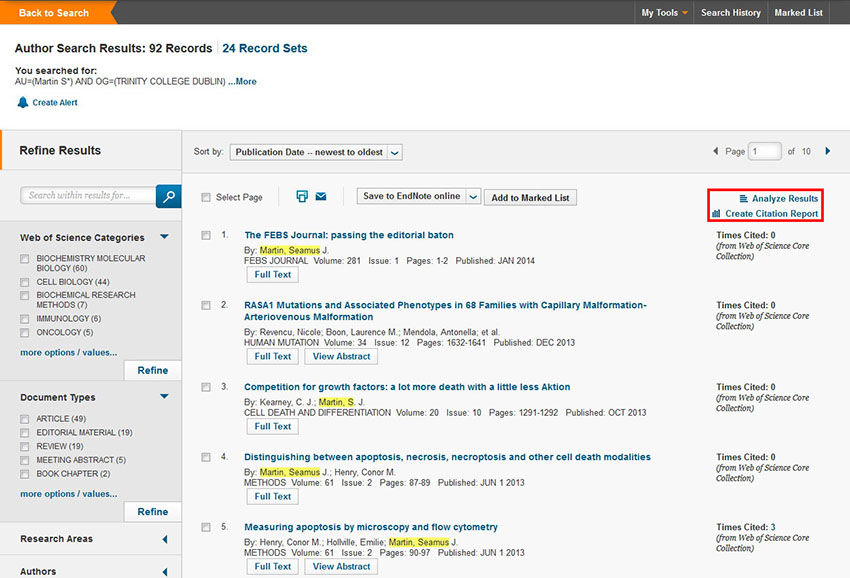 Back to Search
My Tools
Search History
Marked List
Author Search Results: 92 Records
24 Record Sets
You searched for:
AU=(Martin S*) AND OG=(TRINITY COLLEGE DUBLIN) ...More
Create Alert
Refine Results
Search within results for...
Web of Science Categories
BIOCHEMISTRY MOLECULAR
BIOLOGY (60)
CELL BIOLOGY (44)
BIOCHEMICAL RESEARCH
METHODS (7)
IMMUNOLOGY (6)
ONCOLOGY (5)
more options / values...
Refine
Document Types
ARTICLE (49)
EDITORIAL MATERIAL (19)
REVIEW (19)
MEETING ABSTRACT (5)
BOOK CHAPTER (2)
more options / values...
Refine
Research Areas
Authors
Sort by: Publication Date -- newest to oldest
Page 1 of 10
Select Page
Save to EndNote online
Add to Marked List
Analyze Results
Create Citation Report
1. The FEBS Journal: passing the editorial baton
By: Martin, Seamus J.
FEBS JOURNAL Volume: 281 Issue: 1 Pages: 1-2 Published: JAN 2014
Full Text
Times Cited: 0
(from Web of Science Core
Collection)
2. RASA1 Mutations and Associated Phenotypes in 68 Families with Capillary Malformation-
Arteriovenous Malformation
By: Revencu, Nicole; Boon, Laurence M.; Mendola, Antonella; et al.
HUMAN MUTATION Volume: 34 Issue: 12 Pages: 1632-1641 Published: DEC 2013
Full Text
View Abstract
Times Cited: 0
(from Web of Science Core
Collection)
3. Competition for growth factors: a lot more death with a little less Aktion
By: Kearney, C. J.; Martin, S. J.
CELL DEATH AND DIFFERENTIATION Volume: 20 Issue: 10 Pages: 1291-1292 Published: OCT 2013
Full Text
Times Cited: 0
(from Web of Science Core
Collection)
4. Distinguishing between apoptosis, necrosis, necroptosis and other cell death modalities
By: Martin, Seamus J.; Henry, Conor M.
METHODS Volume: 61 Issue: 2 Pages: 87-89 Published: JUN 1 2013
Full Text
Times Cited: 0
(from Web of Science Core
Collection)
5. Measuring apoptosis by microscopy and flow cytometry
By: Henry, Conor M.; Hollville, Emilie; Martin, Seamus J.
METHODS Volume: 61 Issue: 2 Pages: 90-97 Published: JUN 1 2013
Full Text
View Abstract
Times Cited: 3
(from Web of Science Core
Collection)